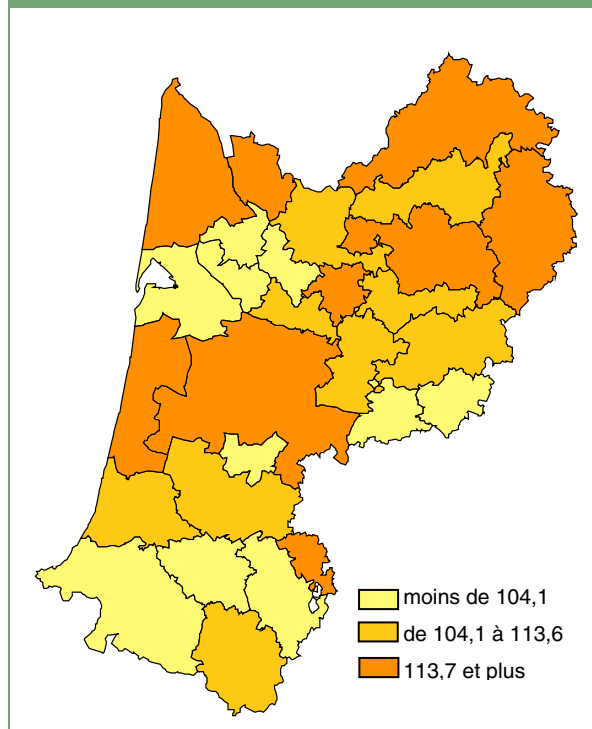 moins de 104,1
de 104,1 à 113,6
113,7 et plus